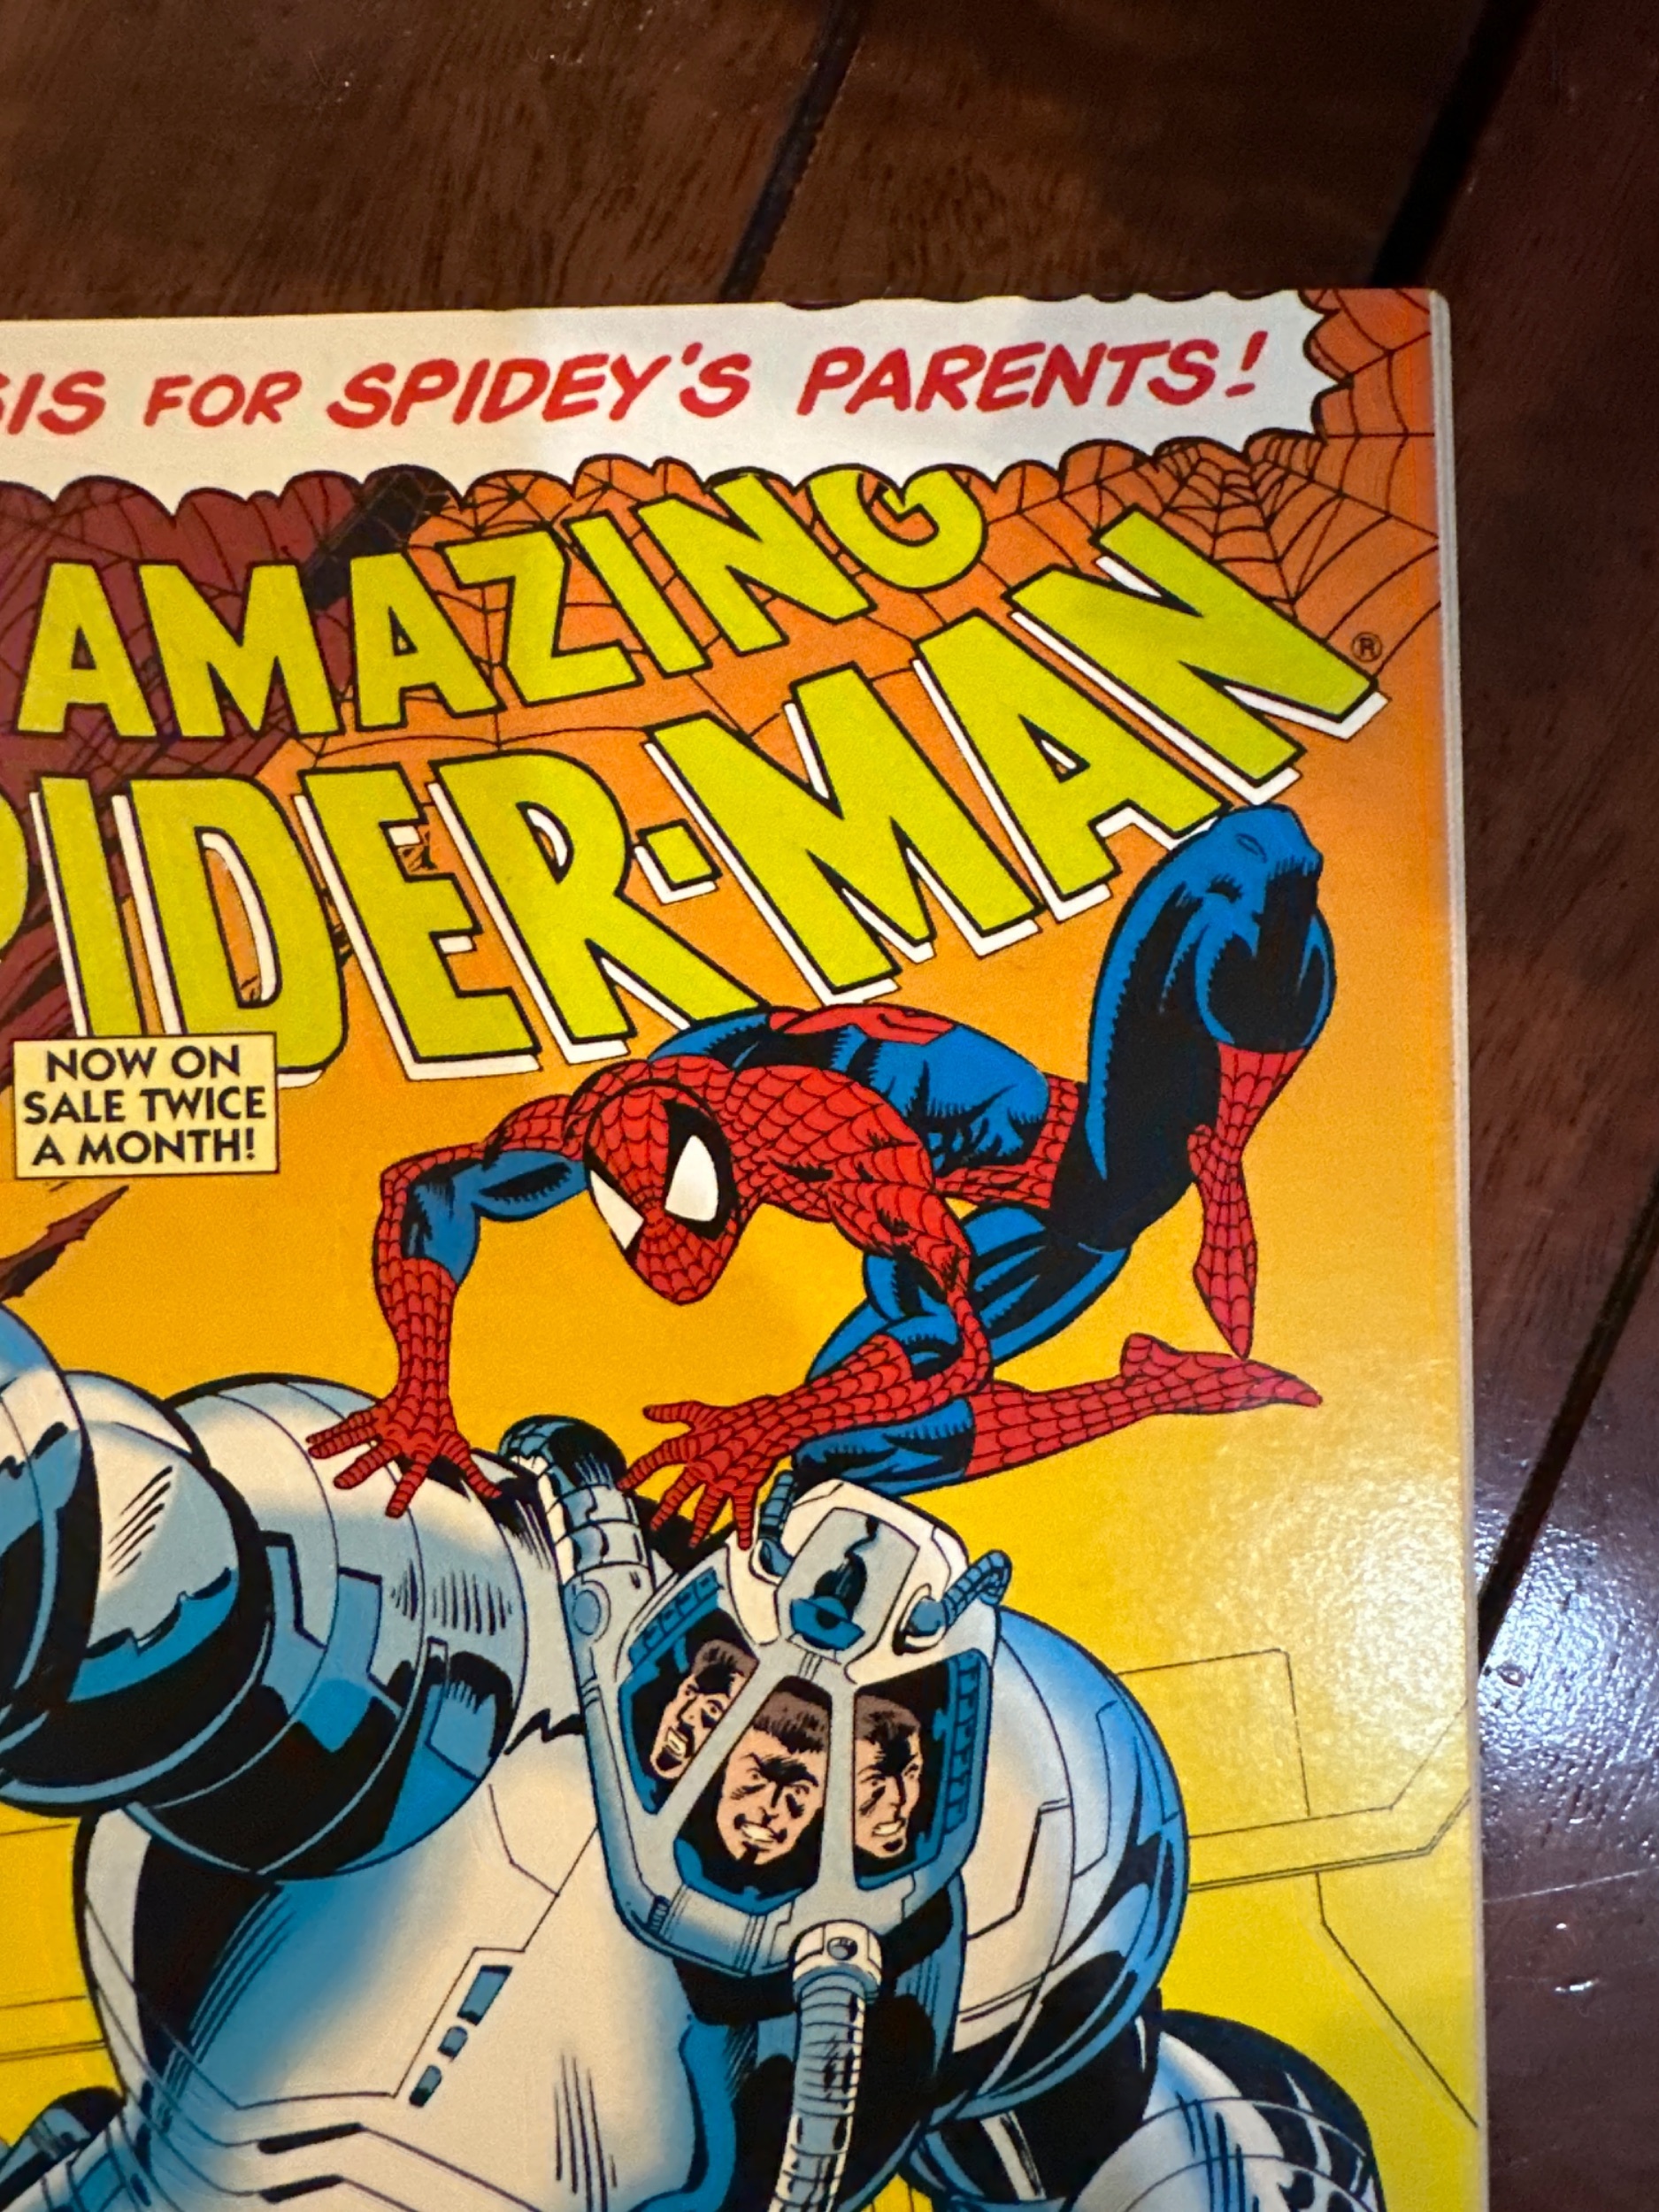 SIS FOR SPIDEY'S PARENTS!
AMAZING
PIDER-MAN®
NOW ON
SALE TWICE
A MONTH!